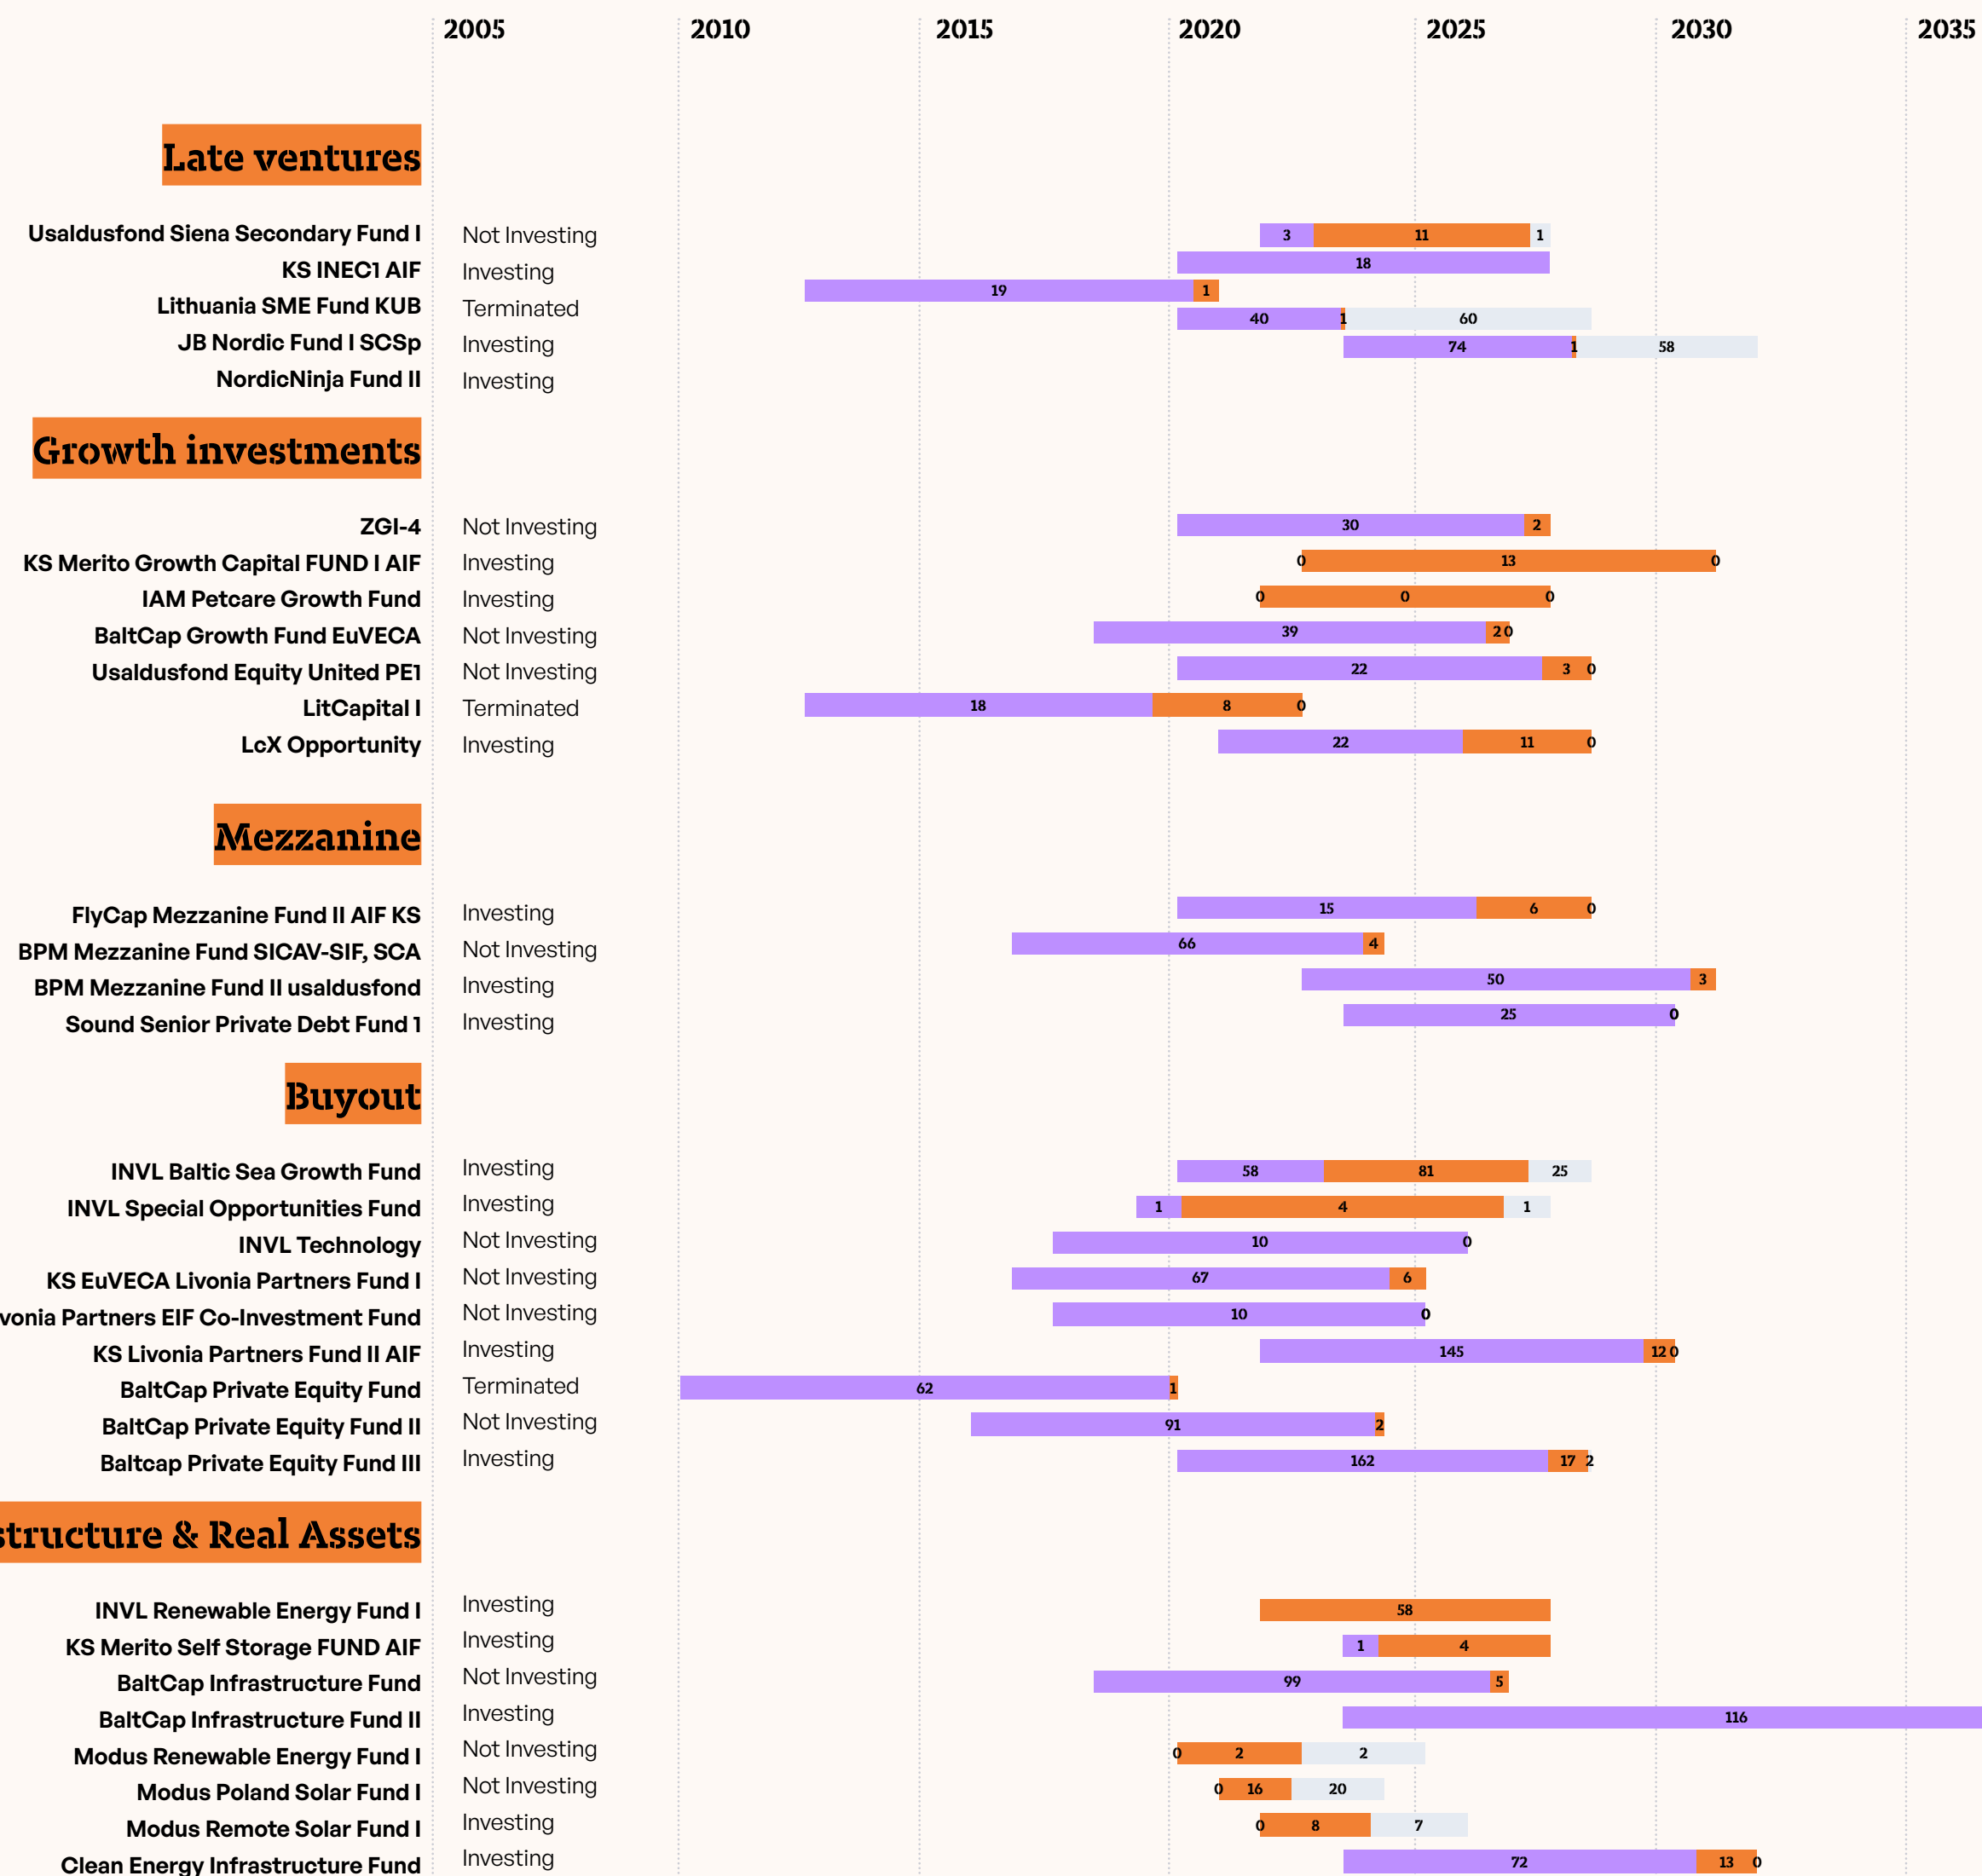 2005 2010 2015 2020 2025 2030 2035
Late ventures
Usaldusfond Siena Secondary Fund I Not Investing 3 11 1
KS INEC1 AIF Investing 18
Lithuania SME Fund KUB Terminated 19 1
JB Nordic Fund I SCSp Investing 40 1 60
NordicNinja Fund II Investing 74 1 58
Growth investments
ZGI-4 Not Investing 30 2
KS Merito Growth Capital FUND I AIF Investing 0 13 0
IAM Petcare Growth Fund Investing 0 0 0
BaltCap Growth Fund EuVECA Not Investing 39 2 0
Usaldusfond Equity United PE1 Not Investing 22 3 0
LitCapital I Terminated 18 8 0
LcX Opportunity Investing 22 11 0
Mezzanine
FlyCap Mezzanine Fund II AIF KS Investing 15 6 0
BPM Mezzanine Fund SICAV-SIF, SCA Not Investing 66 4
BPM Mezzanine Fund II usaldusfond Investing 50 3
Sound Senior Private Debt Fund 1 Investing 25 0
Buyout
INVL Baltic Sea Growth Fund Investing 58 81 25
INVL Special Opportunities Fund Investing 1 4 1
INVL Technology Not Investing 10 0
KS EuVECA Livonia Partners Fund I Not Investing 67 6
vonia Partners EIF Co-Investment Fund Not Investing 10 0
KS Livonia Partners Fund II AIF Investing 145 12 0
BaltCap Private Equity Fund Terminated 62 1
BaltCap Private Equity Fund II Not Investing 91 2
Baltcap Private Equity Fund III Investing 162 17 2
structure & Real Assets
INVL Renewable Energy Fund I Investing 58
KS Merito Self Storage FUND AIF Investing 1 4
BaltCap Infrastructure Fund Not Investing 99 5
BaltCap Infrastructure Fund II Investing 116
Modus Renewable Energy Fund I Not Investing 0 2 2
Modus Poland Solar Fund I Not Investing 0 16 20
Modus Remote Solar Fund I Investing 0 8 7
Clean Energy Infrastructure Fund Investing 72 13 0